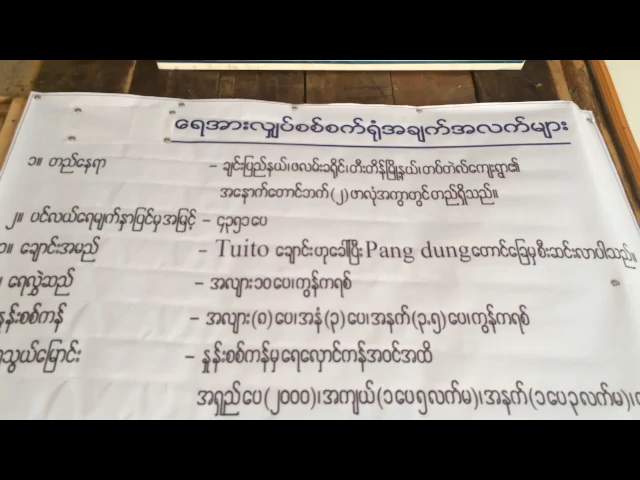 ရေအားလျှပ်စစ်စက်ရုံအချက်အလက်များ
၁။ တည်နေရာ – ချင်းပြည်နယ်၊ဖလမ်းခရိုင်၊တီးတိန်မြို့နယ်၊တပ်တဲလ်ကျေးရွာ၏
အနောက်တောင်ဘက်(၂)ဖာလုံအကွာတွင်တည်ရှိသည်။
၂။ ပင်လယ်ရေမျက်နှာပြင်မှအမြင့် – ၄၃၅၁ပေ
၁။ ချောင်းအမည် – Tuito ချောင်းဟုခေါ်ပြီး Pang dung တောင်ခြေမှစီးဆင်းလာပါသည်။
ရေလွှဲဆည် – အလျား၁၀ပေ၊ကွန်ကရစ်
နှုန်းစစ်ကန် – အလျား(၈)ပေ၊အနံ(၃)ပေ၊အနက်(၃.၅)ပေ၊ကွန်ကရစ်
သွယ်မြောင်း – နှုန်းစစ်ကန်မှရေလှောင်ကန်အဝင်အထိ
အရှည်ပေ(၂၀၀၀)၊အကျယ်(၁ပေ၅လက်မ)၊အနက်(၁ပေ၃လက်မ)၊